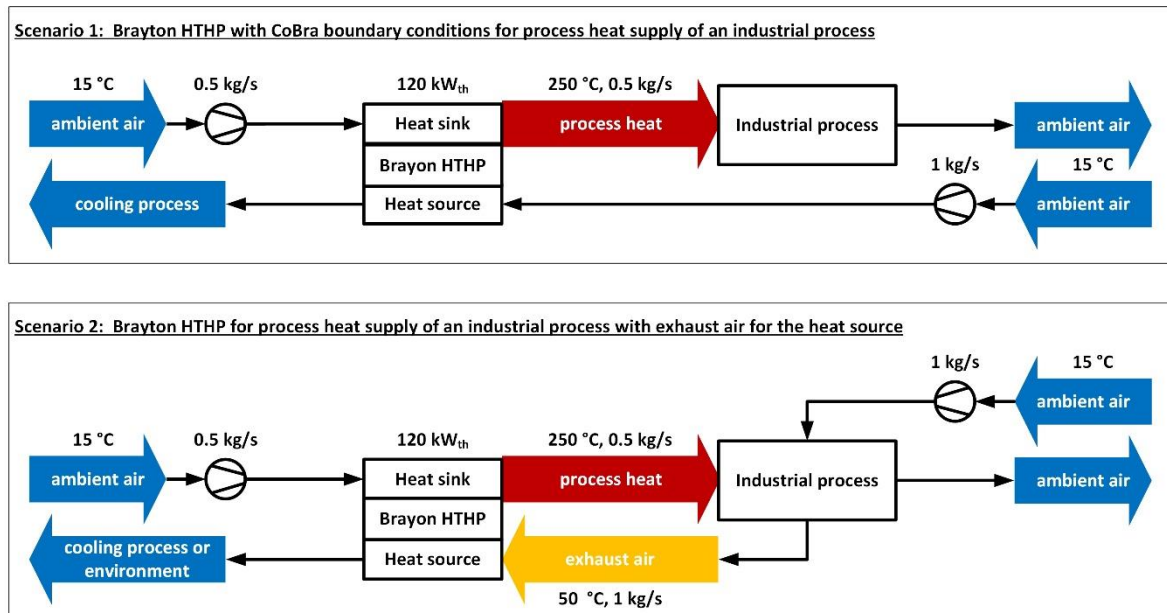 Scenario 1: Brayton HTHP with CoBra boundary conditions for process heat supply of an industrial process
15 °C
0.5 kg/s
120 kWth
250 °C, 0.5 kg/s
ambient air
Heat sink
process heat
Industrial process
ambient air
Brayon HTHP
1 kg/s
15 °C
cooling process
Heat source
ambient air
Scenario 2: Brayton HTHP for process heat supply of an industrial process with exhaust air for the heat source
1 kg/s
15 °C
ambient air
15 °C
0.5 kg/s
120 kWth
250 °C, 0.5 kg/s
ambient air
Heat sink
process heat
Industrial process
ambient air
Brayon HTHP
cooling process or
environment
Heat source
exhaust air
50 °C, 1 kg/s